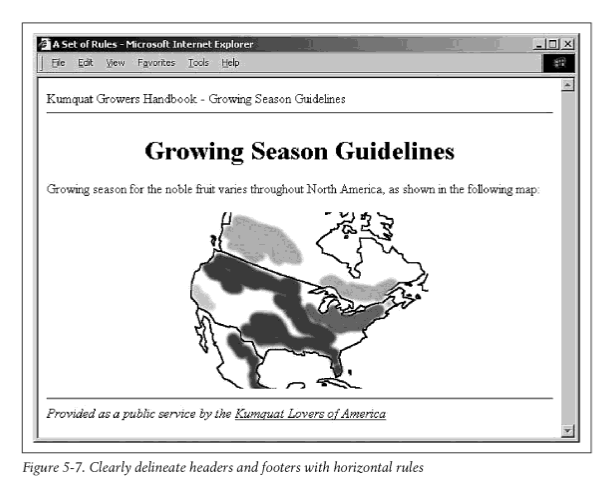 A Set of Rules - Microsoft Internet Explorer
File Edit View Favorites Tools Help
Kumquat Growers Handbook - Growing Season Guidelines
Growing Season Guidelines
Growing season for the noble fruit varies throughout North America, as shown in the following map:
Provided as a public service by the Kumquat Lovers of America
Figure 5-7. Clearly delineate headers and footers with horizontal rules